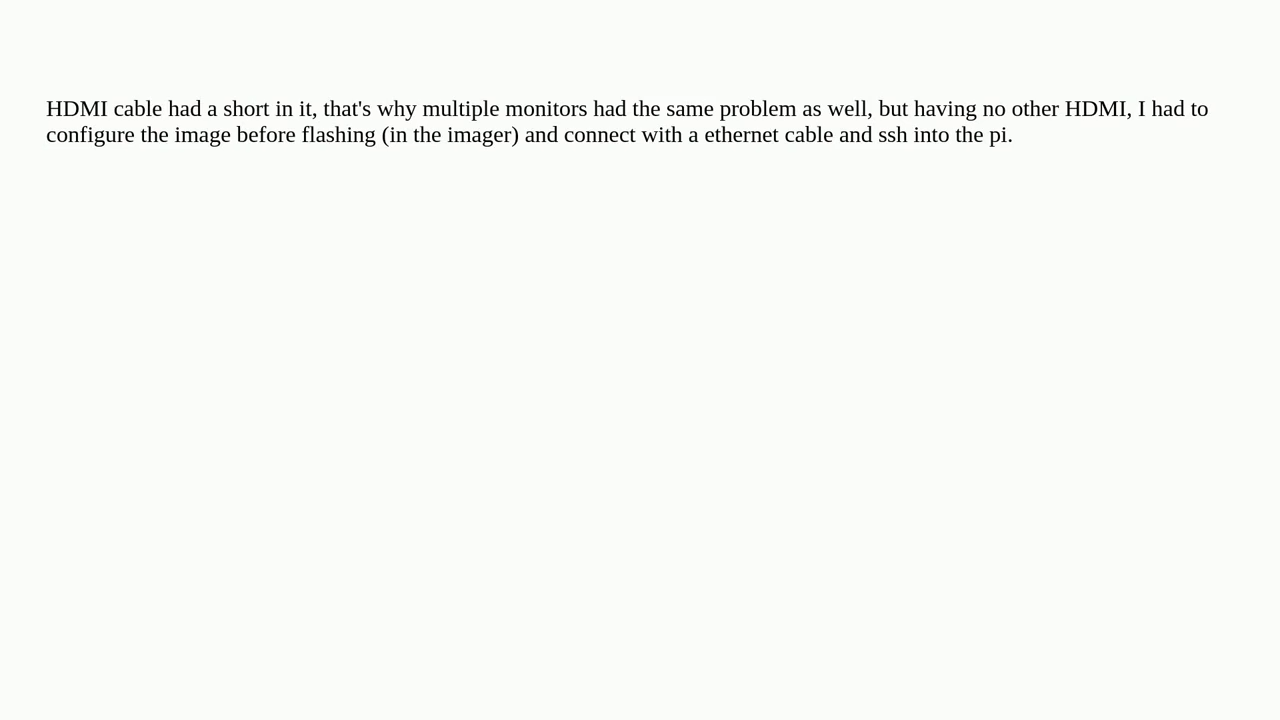 HDMI cable had a short in it, that's why multiple monitors had the same problem as well, but having no other HDMI, I had to
configure the image before flashing (in the imager) and connect with a ethernet cable and ssh into the pi.